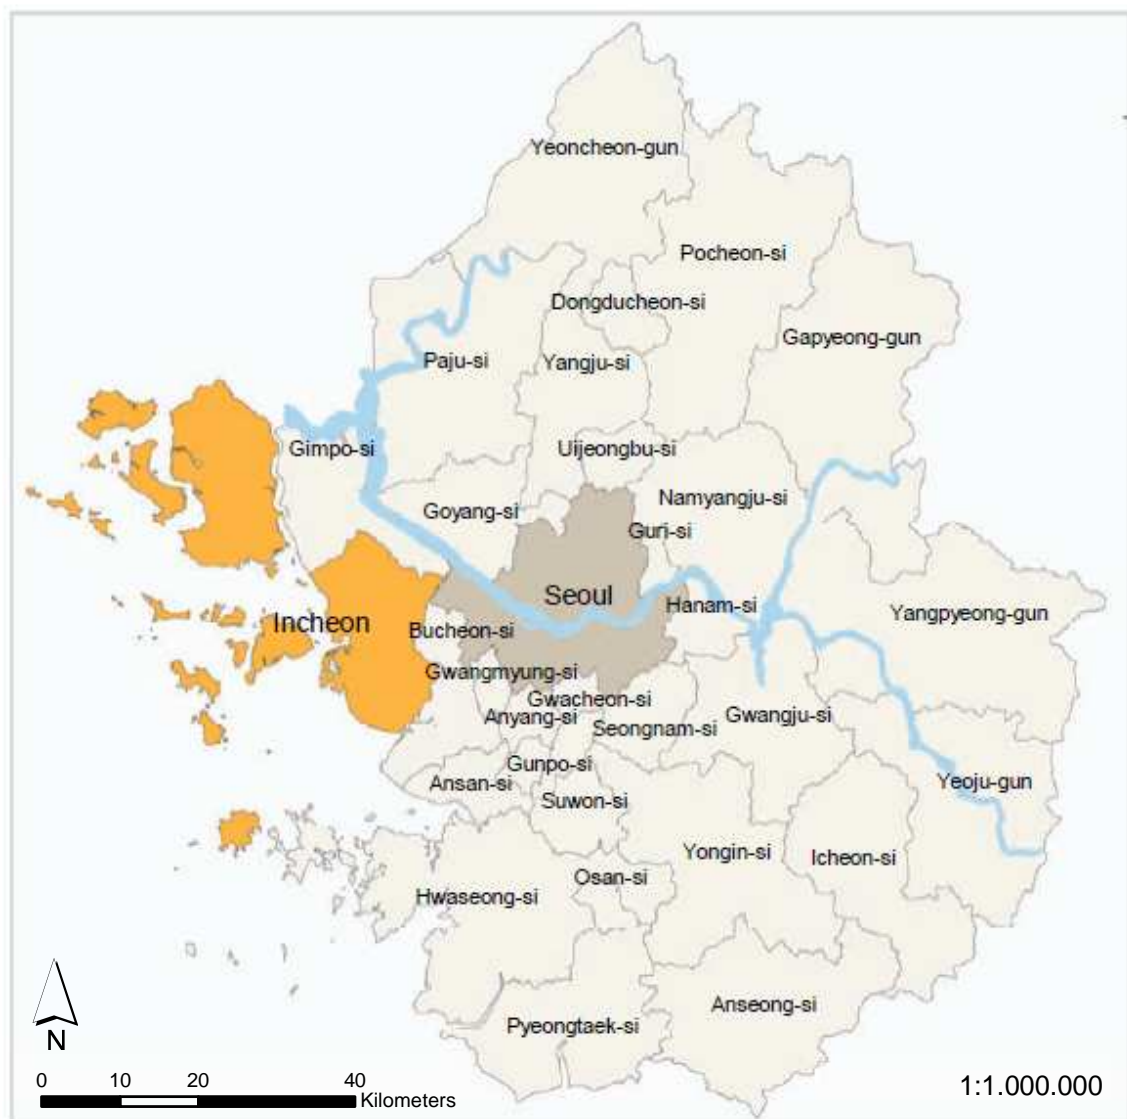 Yeoncheon-gun
Pocheon-si
Dongducheon-si
Gapyeong-gun
Paju-si
Yangju-si
Gimpo-si
Uijeongbu-si
Namyangju-si
Goyang-si
Guri-si
Seoul
Hanam-si
Yangpyeong-gun
Incheon
Bucheon-si
Gwangmyung-si
Gwacheon-si
Anyang-si
Seongnam-si
Gwangju-si
Gunpo-si
Ansan-si
Suwon-si
Yeoju-gun
Yongin-si
Icheon-si
Osan-si
Hwaseong-si
Anseong-si
Pyeongtaek-si
N
0 10 20 40
Kilometers
1:1.000.000